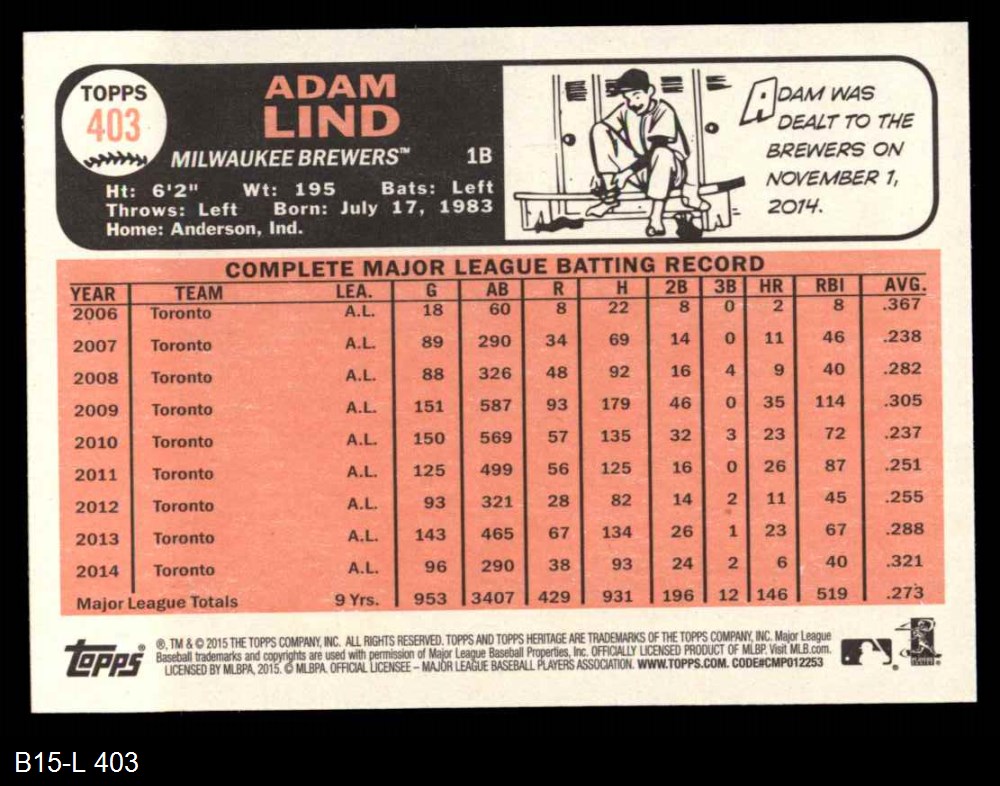 TOPPS
403
ADAM
LIND
MILWAUKEE BREWERS™ 1B
Ht: 6'2" Wt: 195 Bats: Left
Throws: Left Born: July 17, 1983
Home: Anderson, Ind.
ADAM WAS
DEALT TO THE
BREWERS ON
NOVEMBER 1,
2014.
COMPLETE MAJOR LEAGUE BATTING RECORD
YEAR TEAM LEA. G AB R H 2B 3B HR RBI AVG.
2006 Toronto A.L. 18 60 8 22 8 0 2 8 .367
2007 Toronto A.L. 89 290 34 69 14 0 11 46 .238
2008 Toronto A.L. 88 326 48 92 16 4 9 40 .282
2009 Toronto A.L. 151 587 93 179 46 0 35 114 .305
2010 Toronto A.L. 150 569 57 135 32 3 23 72 .237
2011 Toronto A.L. 125 499 56 125 16 0 26 87 .251
2012 Toronto A.L. 93 321 28 82 14 2 11 45 .255
2013 Toronto A.L. 143 465 67 134 26 1 23 67 .288
2014 Toronto A.L. 96 290 38 93 24 2 6 40 .321
Major League Totals 9 Yrs. 953 3407 429 931 196 12 146 519 .273
Topps®
®, TM & © 2015 THE TOPPS COMPANY, INC. ALL RIGHTS RESERVED. TOPPS AND TOPPS HERITAGE ARE TRADEMARKS OF THE TOPPS COMPANY, INC. Major League
Baseball trademarks and copyrights are used with permission of Major League Baseball Properties, Inc. OFFICIALLY LICENSED PRODUCT OF MLBP. Visit MLB.com.
LICENSED BY MLBPA, 2015. © MLBPA. OFFICIAL LICENSEE – MAJOR LEAGUE BASEBALL PLAYERS ASSOCIATION. WWW.TOPPS.COM. CODE#CMP012253
B15-L 403